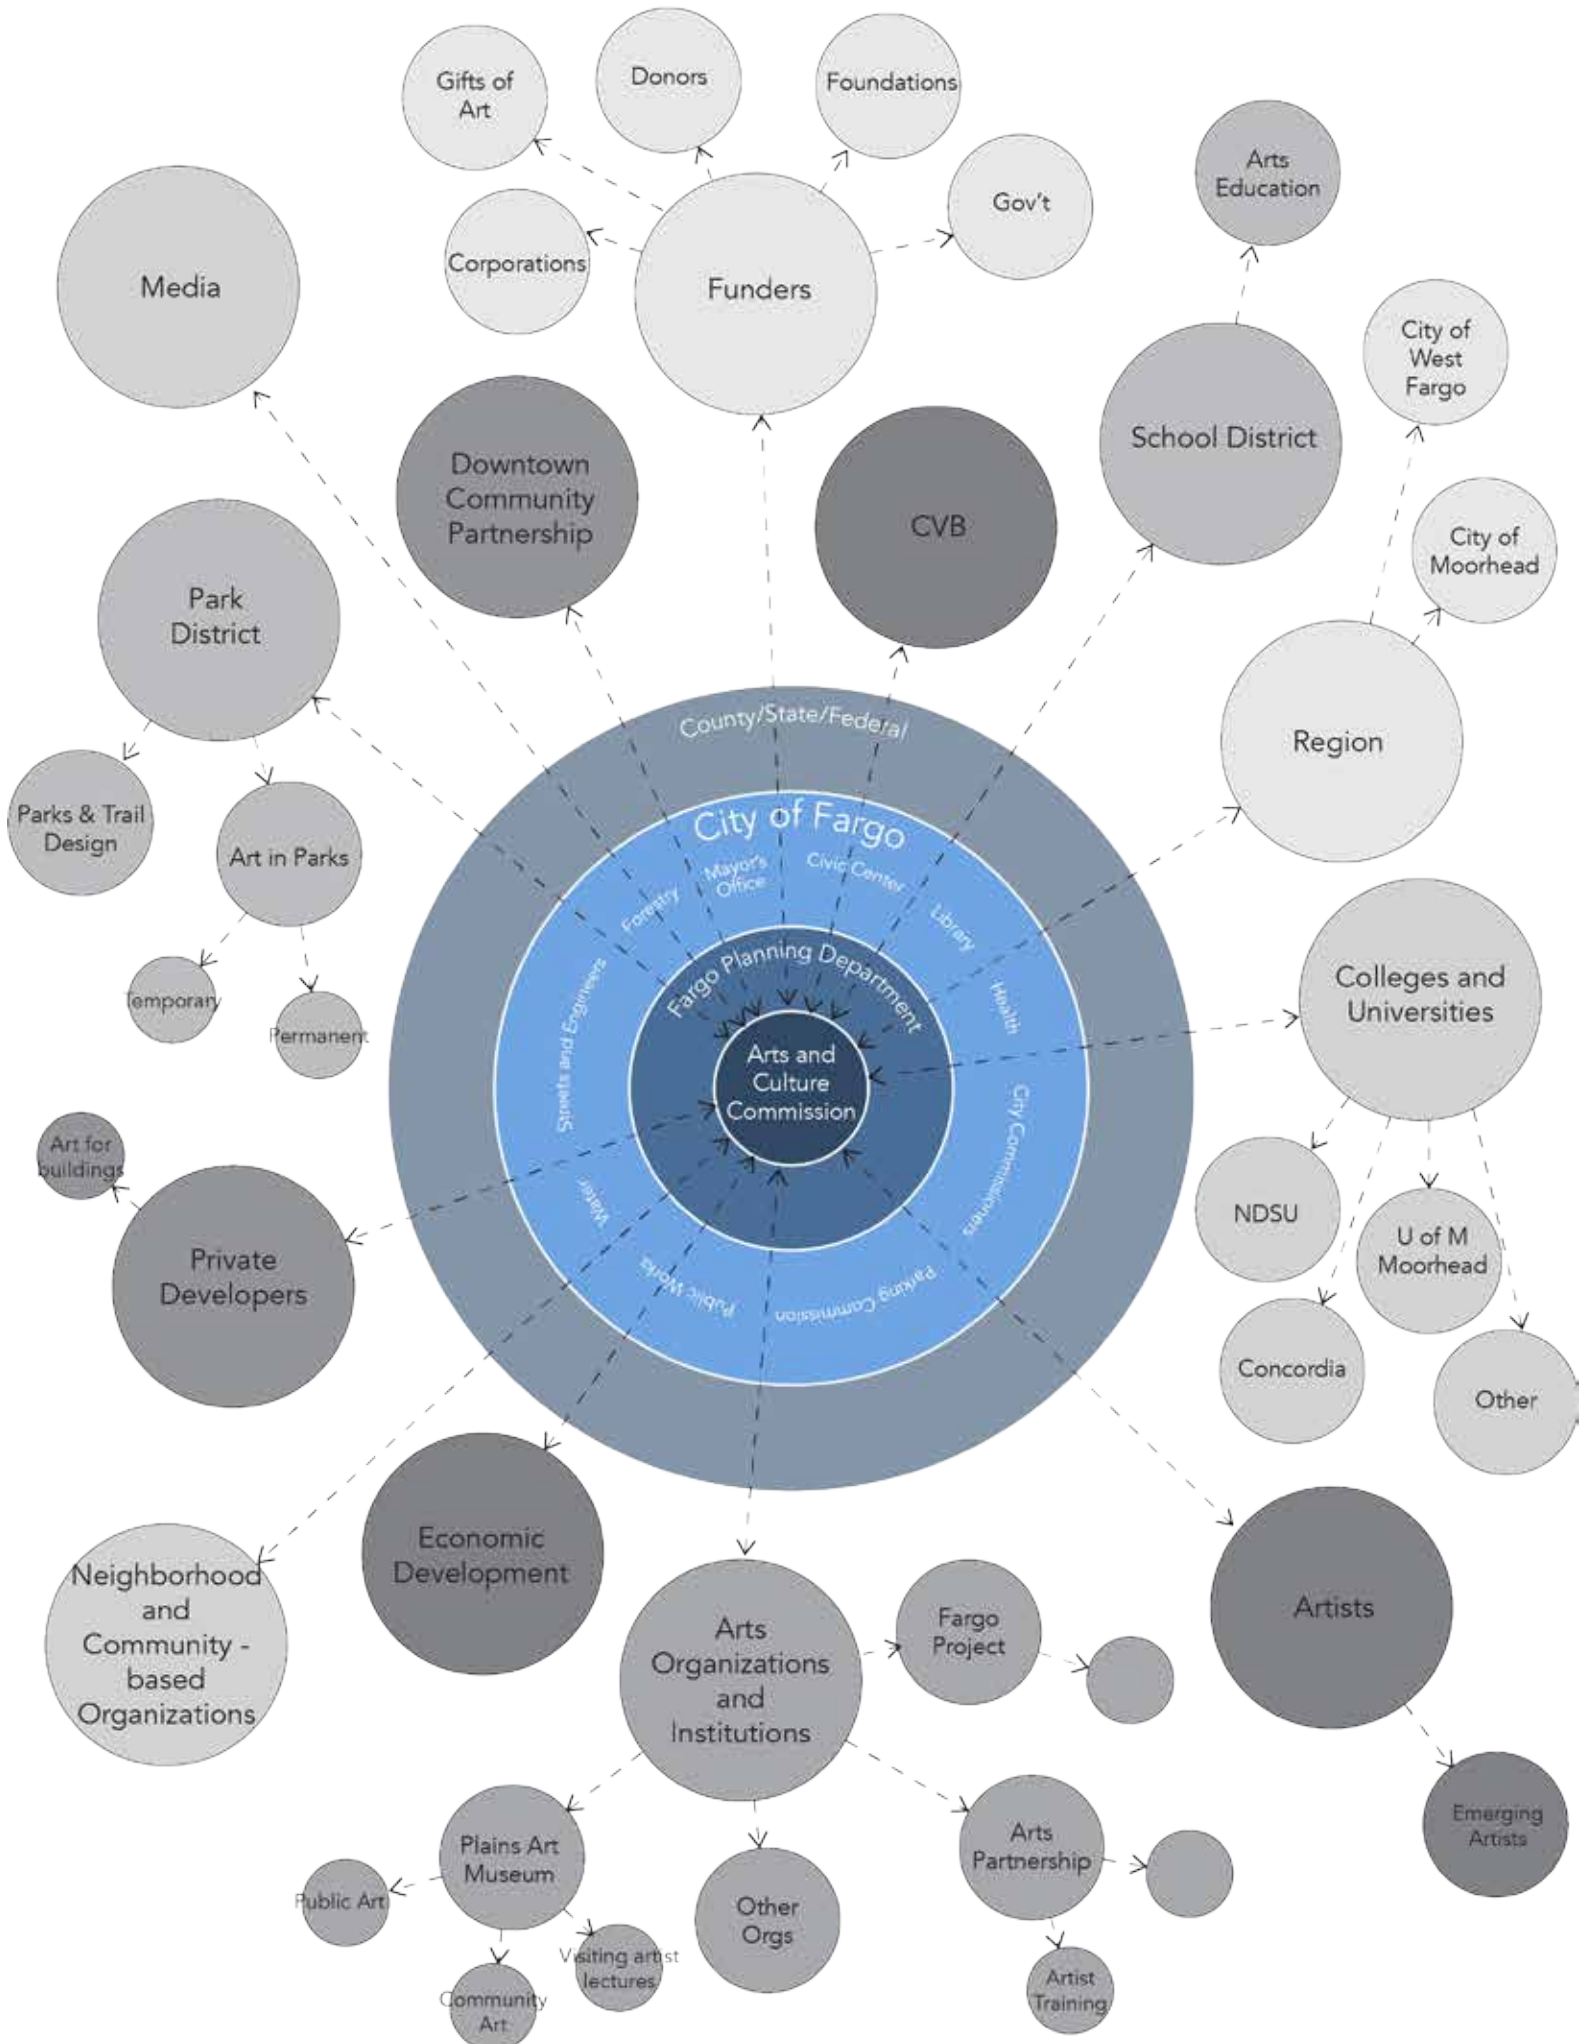 Gifts of
Art
Donors
Foundations
Gov't
Corporations
Funders
Arts
Education
Media
City of
West
Fargo
School District
Downtown
Community
Partnership
CVB
City of
Moorhead
Park
District
Region
Parks & Trail
Design
Art in Parks
Temporary
Permanent
County/State/Federal
City of Fargo
Forestry
Mayor's
Office
Civic Center
Library
Health
City Commissioners
Parking Commission
Public Works
Water
Streets and Engineers
Fargo Planning Department
Arts and
Culture
Commission
Colleges and
Universities
NDSU
U of M
Moorhead
Concordia
Other
Art for
buildings
Private
Developers
Economic
Development
Neighborhood
and
Community -
based
Organizations
Arts
Organizations
and
Institutions
Fargo
Project
Artists
Emerging
Artists
Plains Art
Museum
Public Art
Community
Art
Visiting artist
lectures
Other
Orgs
Arts
Partnership
Artist
Training